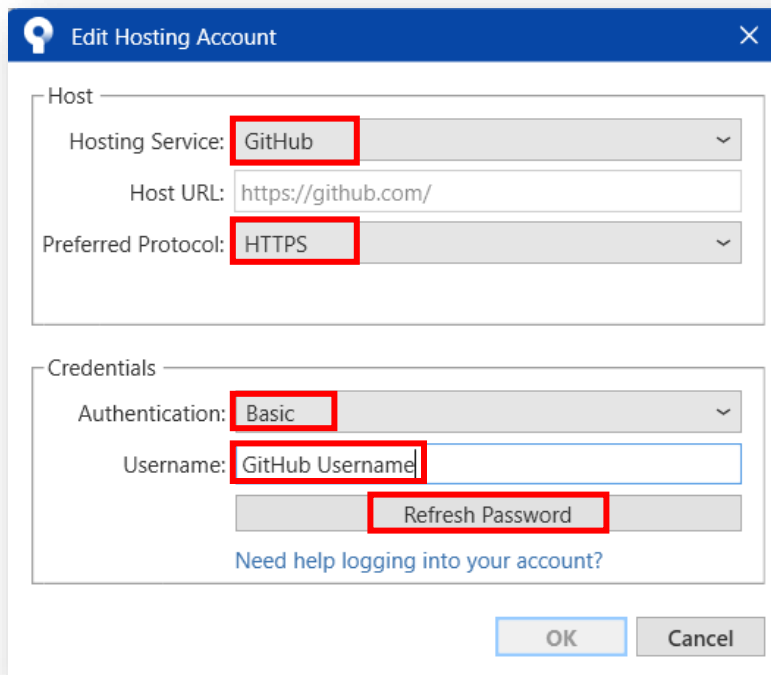 Edit Hosting Account
Host
Hosting Service: GitHub
Host URL: https://github.com/
Preferred Protocol: HTTPS
Credentials
Authentication: Basic
Username: GitHub Username
Refresh Password
Need help logging into your account?
OK Cancel